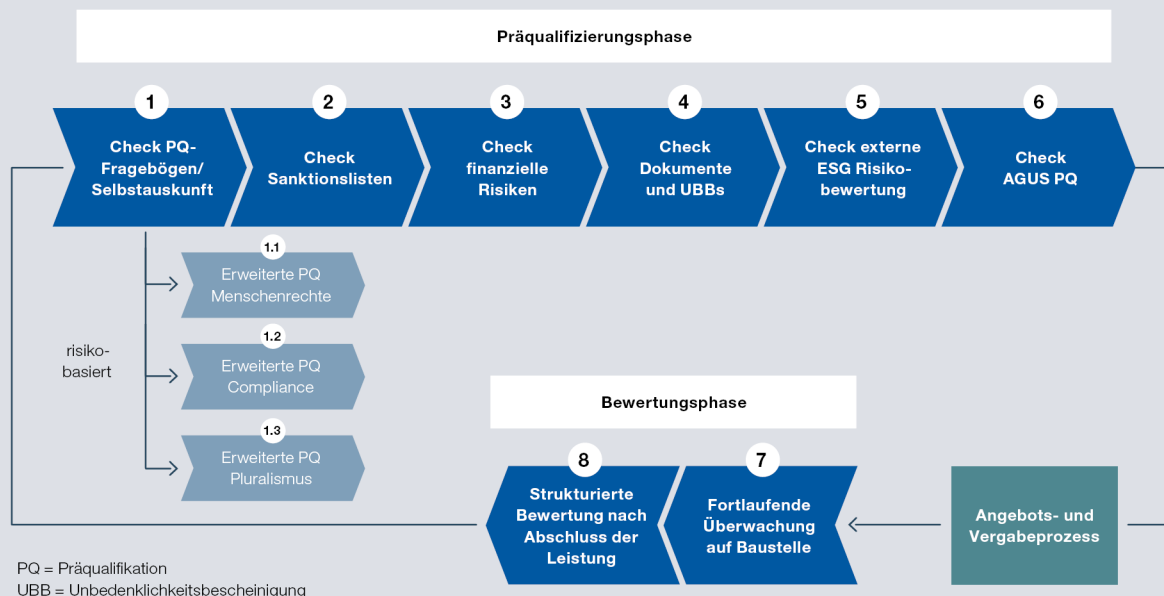 Präqualifizierungsphase
1
Check PQ-
Fragebögen/
Selbstauskunft
2
Check
Sanktionslisten
3
Check
finanzielle
Risiken
4
Check
Dokumente
und UBBs
5
Check externe
ESG Risiko-
bewertung
6
Check
AGUS PQ
risiko-
basiert
1.1
Erweiterte PQ
Menschenrechte
1.2
Erweiterte PQ
Compliance
1.3
Erweiterte PQ
Pluralismus
Bewertungsphase
8
Strukturierte
Bewertung nach
Abschluss der
Leistung
7
Fortlaufende
Überwachung
auf Baustelle
Angebots- und
Vergabeprozess
PQ = Präqualifikation
UBB = Unbedenklichkeitsbescheinigung